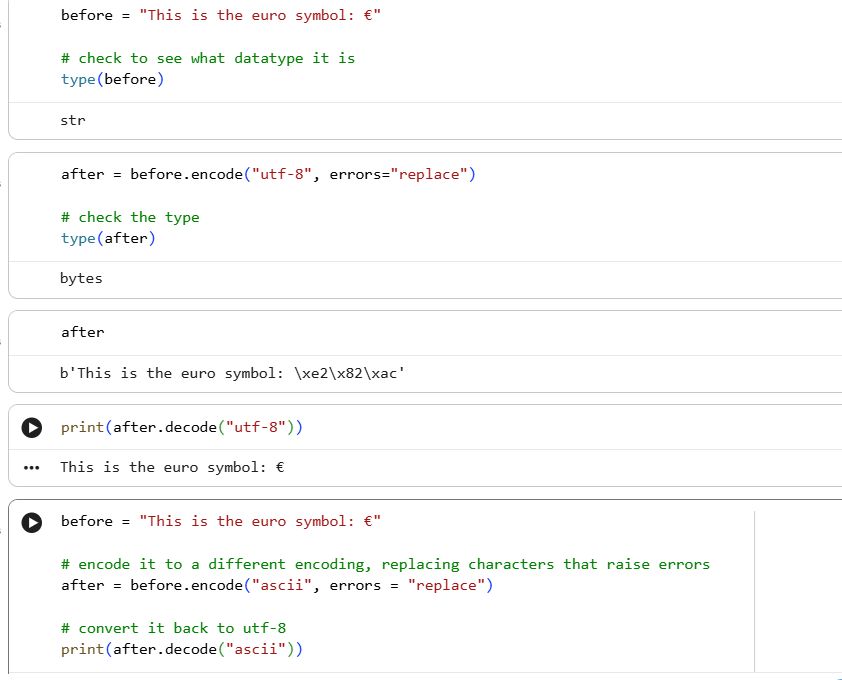 before = "This is the euro symbol: €"
# check to see what datatype it is
type(before)
str
after = before.encode("utf-8", errors="replace")
# check the type
type(after)
bytes
after
b'This is the euro symbol: \xe2\x82\xac'
print(after.decode("utf-8"))
This is the euro symbol: €
before = "This is the euro symbol: €"
# encode it to a different encoding, replacing characters that raise errors
after = before.encode("ascii", errors = "replace")
# convert it back to utf-8
print(after.decode("ascii"))